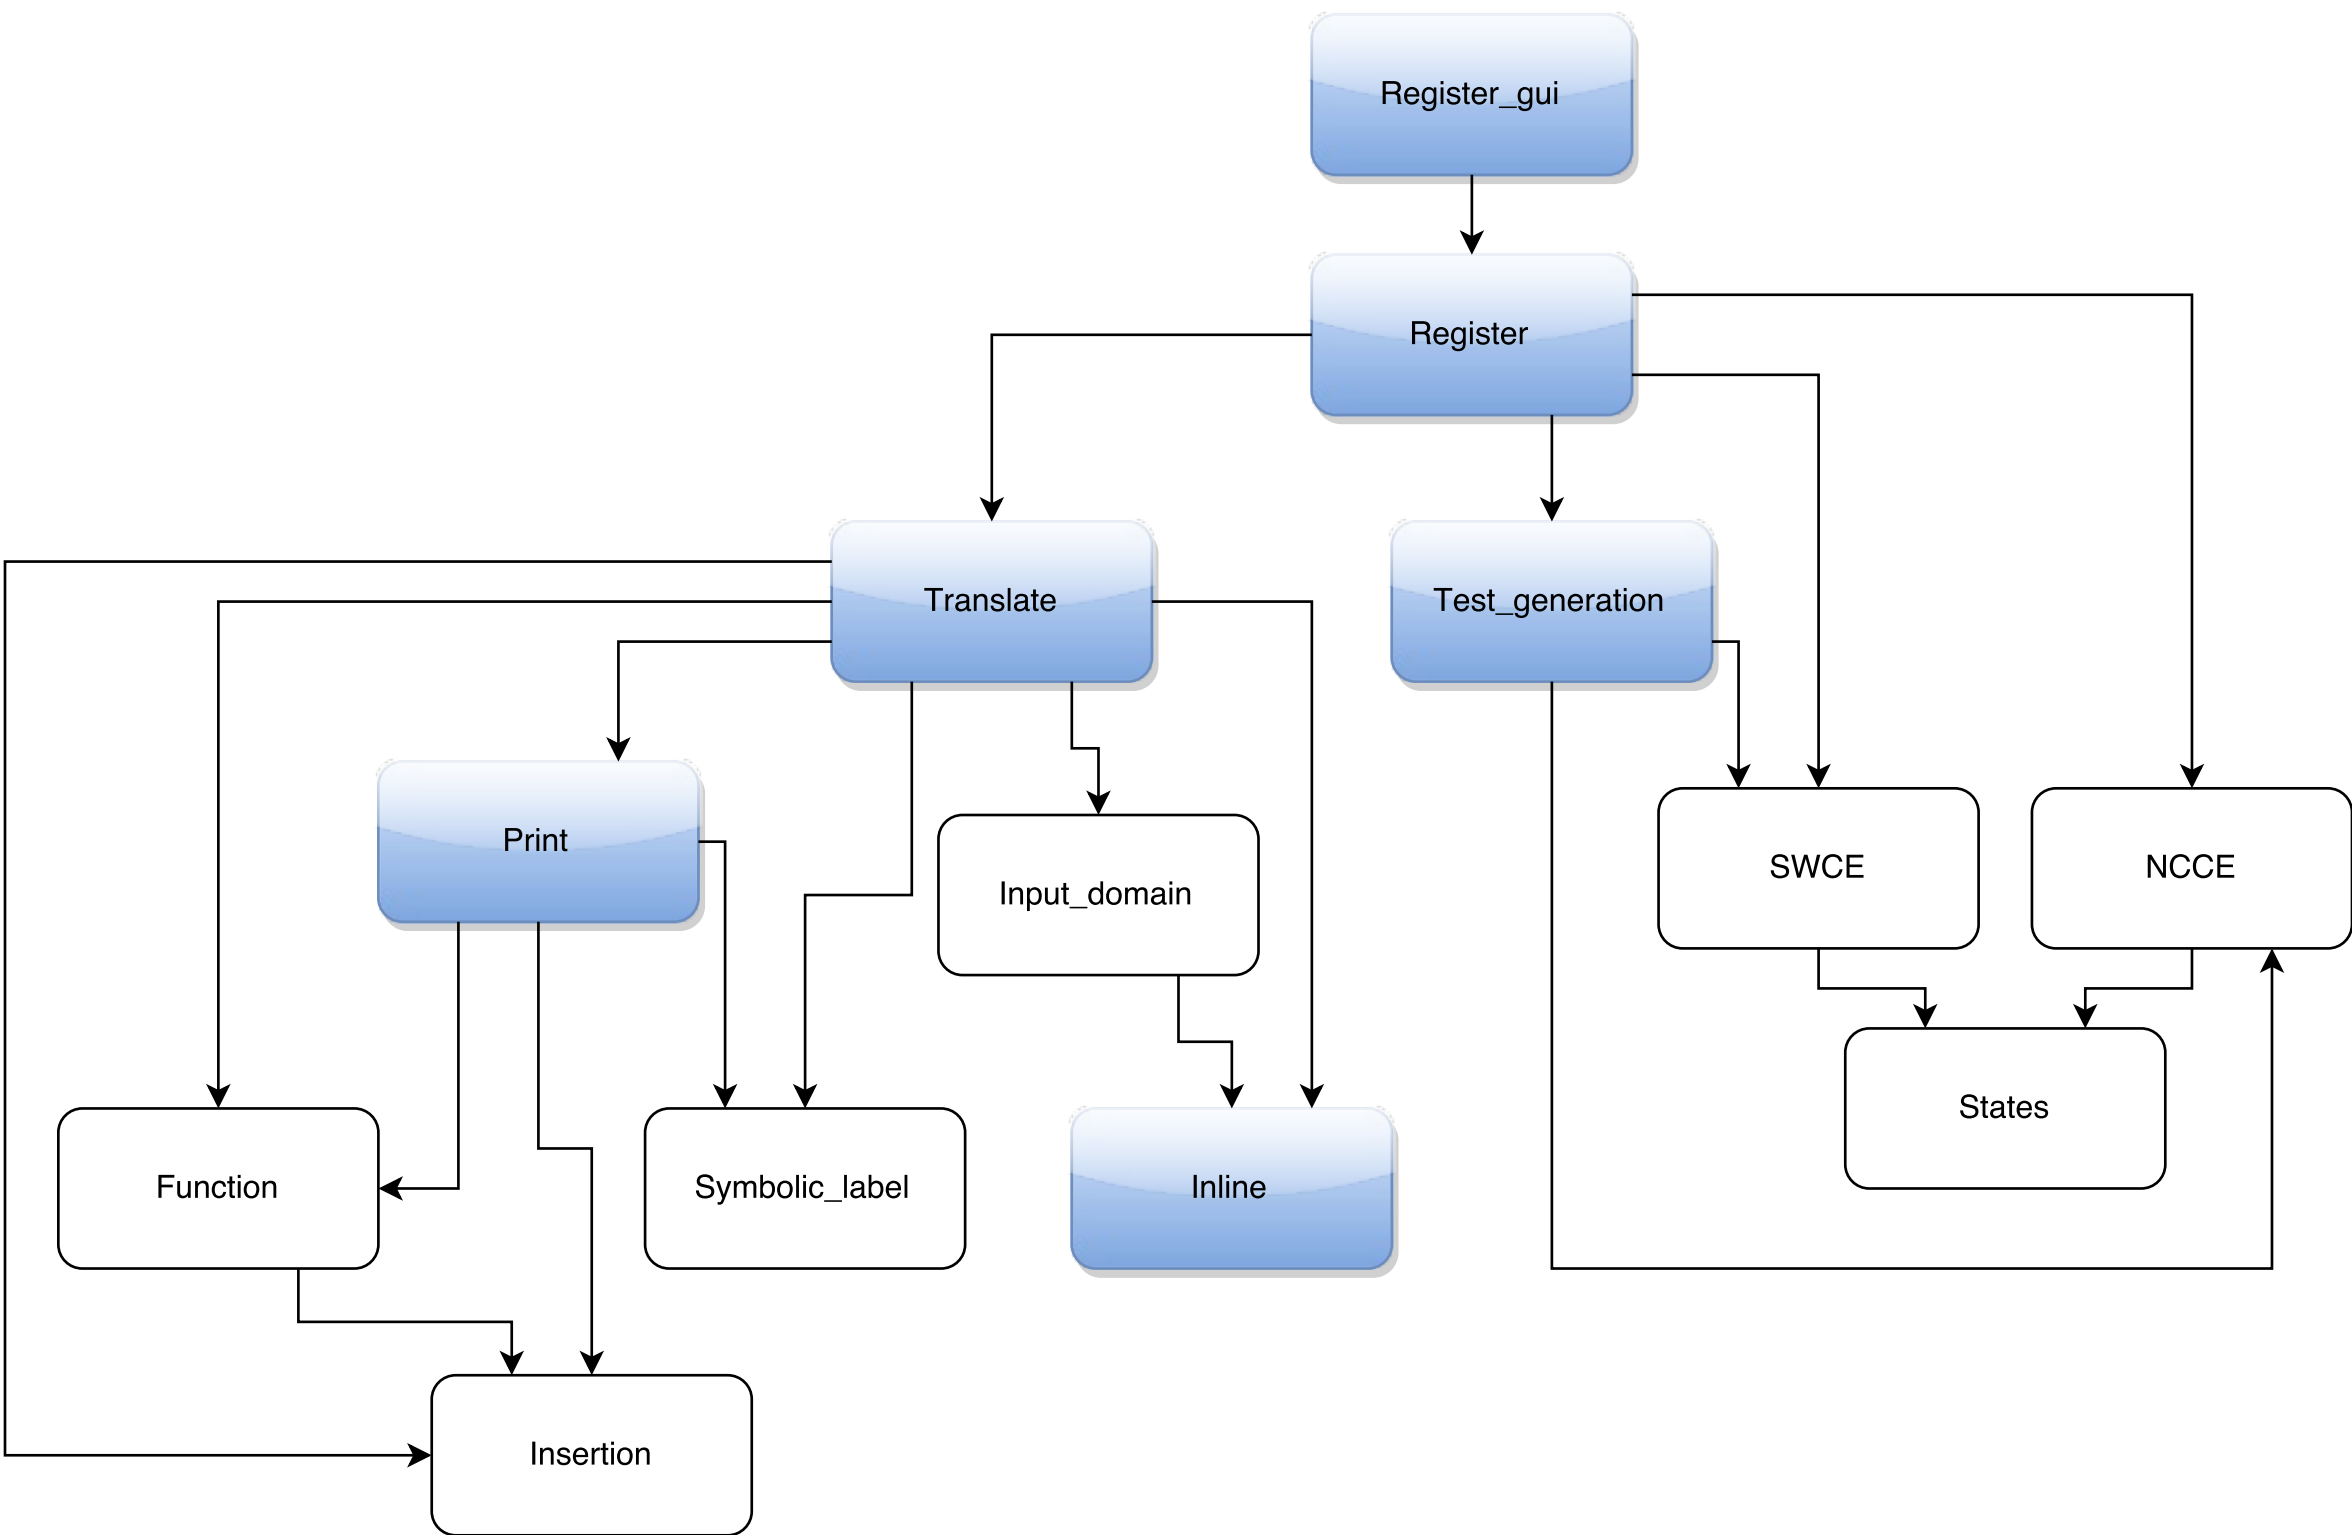 Register_gui
Register
Translate
Test_generation
Print
Input_domain
SWCE
NCCE
States
Function
Symbolic_label
Inline
Insertion